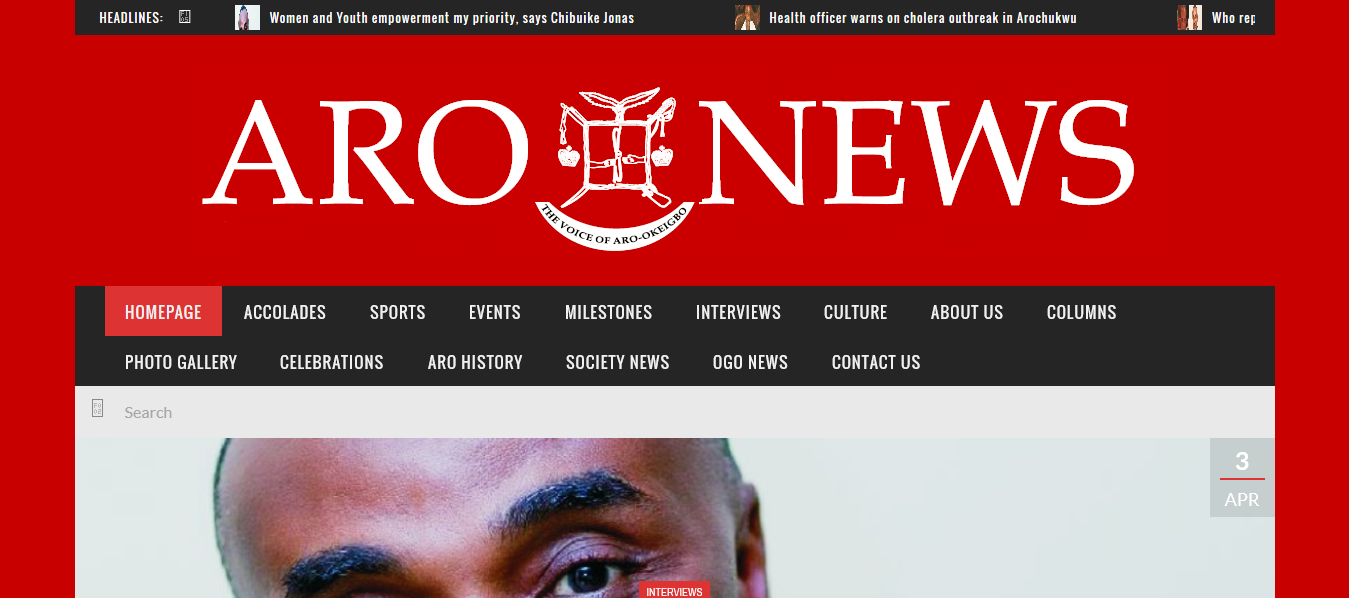 HEADLINES:
Women and Youth empowerment my priority, says Chibuike Jonas
Health officer warns on cholera outbreak in Arochukwu
Who rep
ARO NEWS
THE VOICE OF ARO-OKEIGBO
HOMEPAGE ACCOLADES SPORTS EVENTS MILESTONES INTERVIEWS CULTURE ABOUT US COLUMNS
PHOTO GALLERY CELEBRATIONS ARO HISTORY SOCIETY NEWS OGO NEWS CONTACT US
Search
3
APR
INTERVIEWS